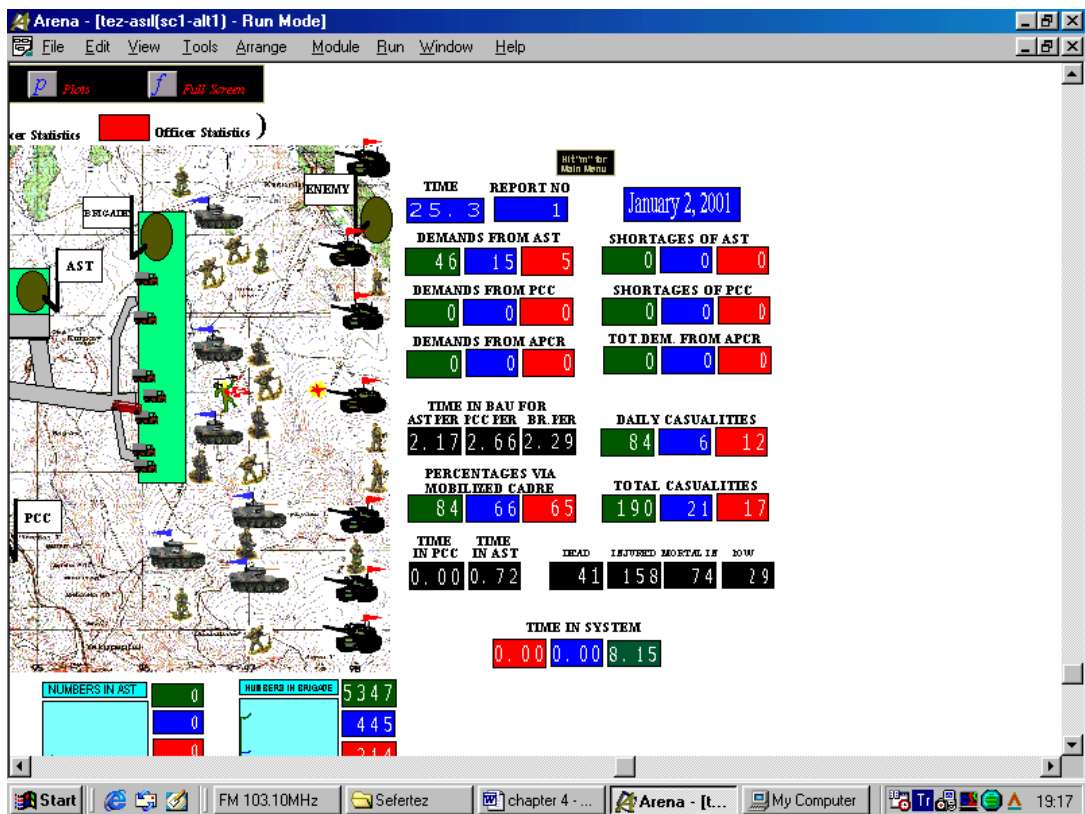 Arena - [tez-asıl(sc1-alt1) - Run Mode]
File Edit View Tools Arrange Module Run Window Help
p Plots f Full Screen
cer Statistics Officer Statistics )
Hit "m" for
Main Menu
ENEMY
BRIGADE
AST
PCC
TIME REPORT NO
25.3 1 January 2, 2001
DEMANDS FROM AST SHORTAGES OF AST
46 15 5 0 0 0
DEMANDS FROM PCC SHORTAGES OF PCC
0 0 0 0 0 0
DEMANDS FROM APCR TOT.DEM. FROM APCR
0 0 0 0 0 0
TIME IN BAU FOR
AST PER PCC PER BR. PER DAILY CASUALITIES
2.17 2.66 2.29 84 6 12
PERCENTAGES VIA
MOBILIZED CADRE TOTAL CASUALITIES
84 66 65 190 21 17
TIME TIME
IN PCC IN AST DEAD INJURED MORTAL IN
0.00 0.72 41 158 74 29
TIME IN SYSTEM
0.00 0.00 8.15
95 96 97 98
NUMBERS IN AST 0 NUMBERS IN BRIGADE 5347
0 445
0 214
Start FM 103.10MHz Sefertez chapter 4 - ... Arena - [t... My Computer Tr 19:17